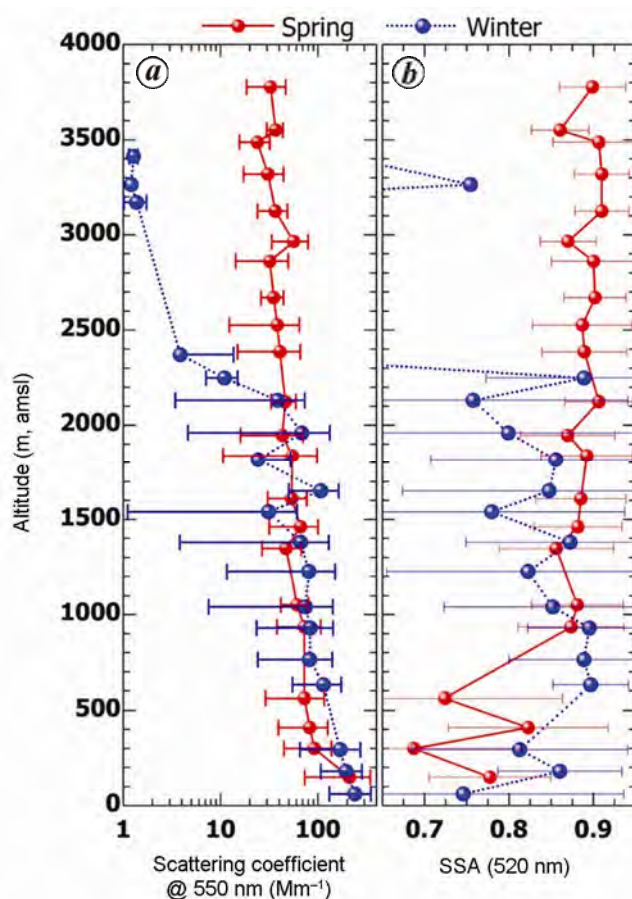 Spring Winter
a b
4000
3500
3000
2500
2000
1500
1000
500
0
Altitude (m, amsl)
1 10 100 0.7 0.8 0.9
Scattering coefficient
@ 550 nm (Mm⁻¹)
SSA (520 nm)